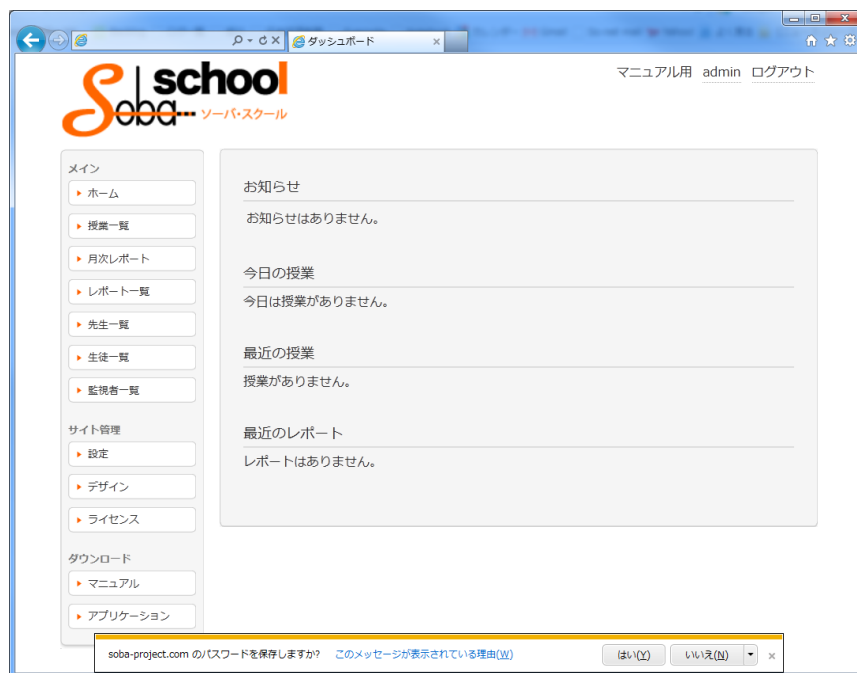 ダッシュボード
soba | school
ソーバ・スクール
マニュアル用 admin ログアウト
メイン
ホーム
授業一覧
月次レポート
レポート一覧
先生一覧
生徒一覧
監視者一覧
サイト管理
設定
デザイン
ライセンス
ダウンロード
マニュアル
アプリケーション
お知らせ
お知らせはありません。
今日の授業
今日は授業がありません。
最近の授業
授業がありません。
最近のレポート
レポートはありません。
soba-project.com のパスワードを保存しますか? このメッセージが表示されている理由(W) はい(Y) いいえ(N)